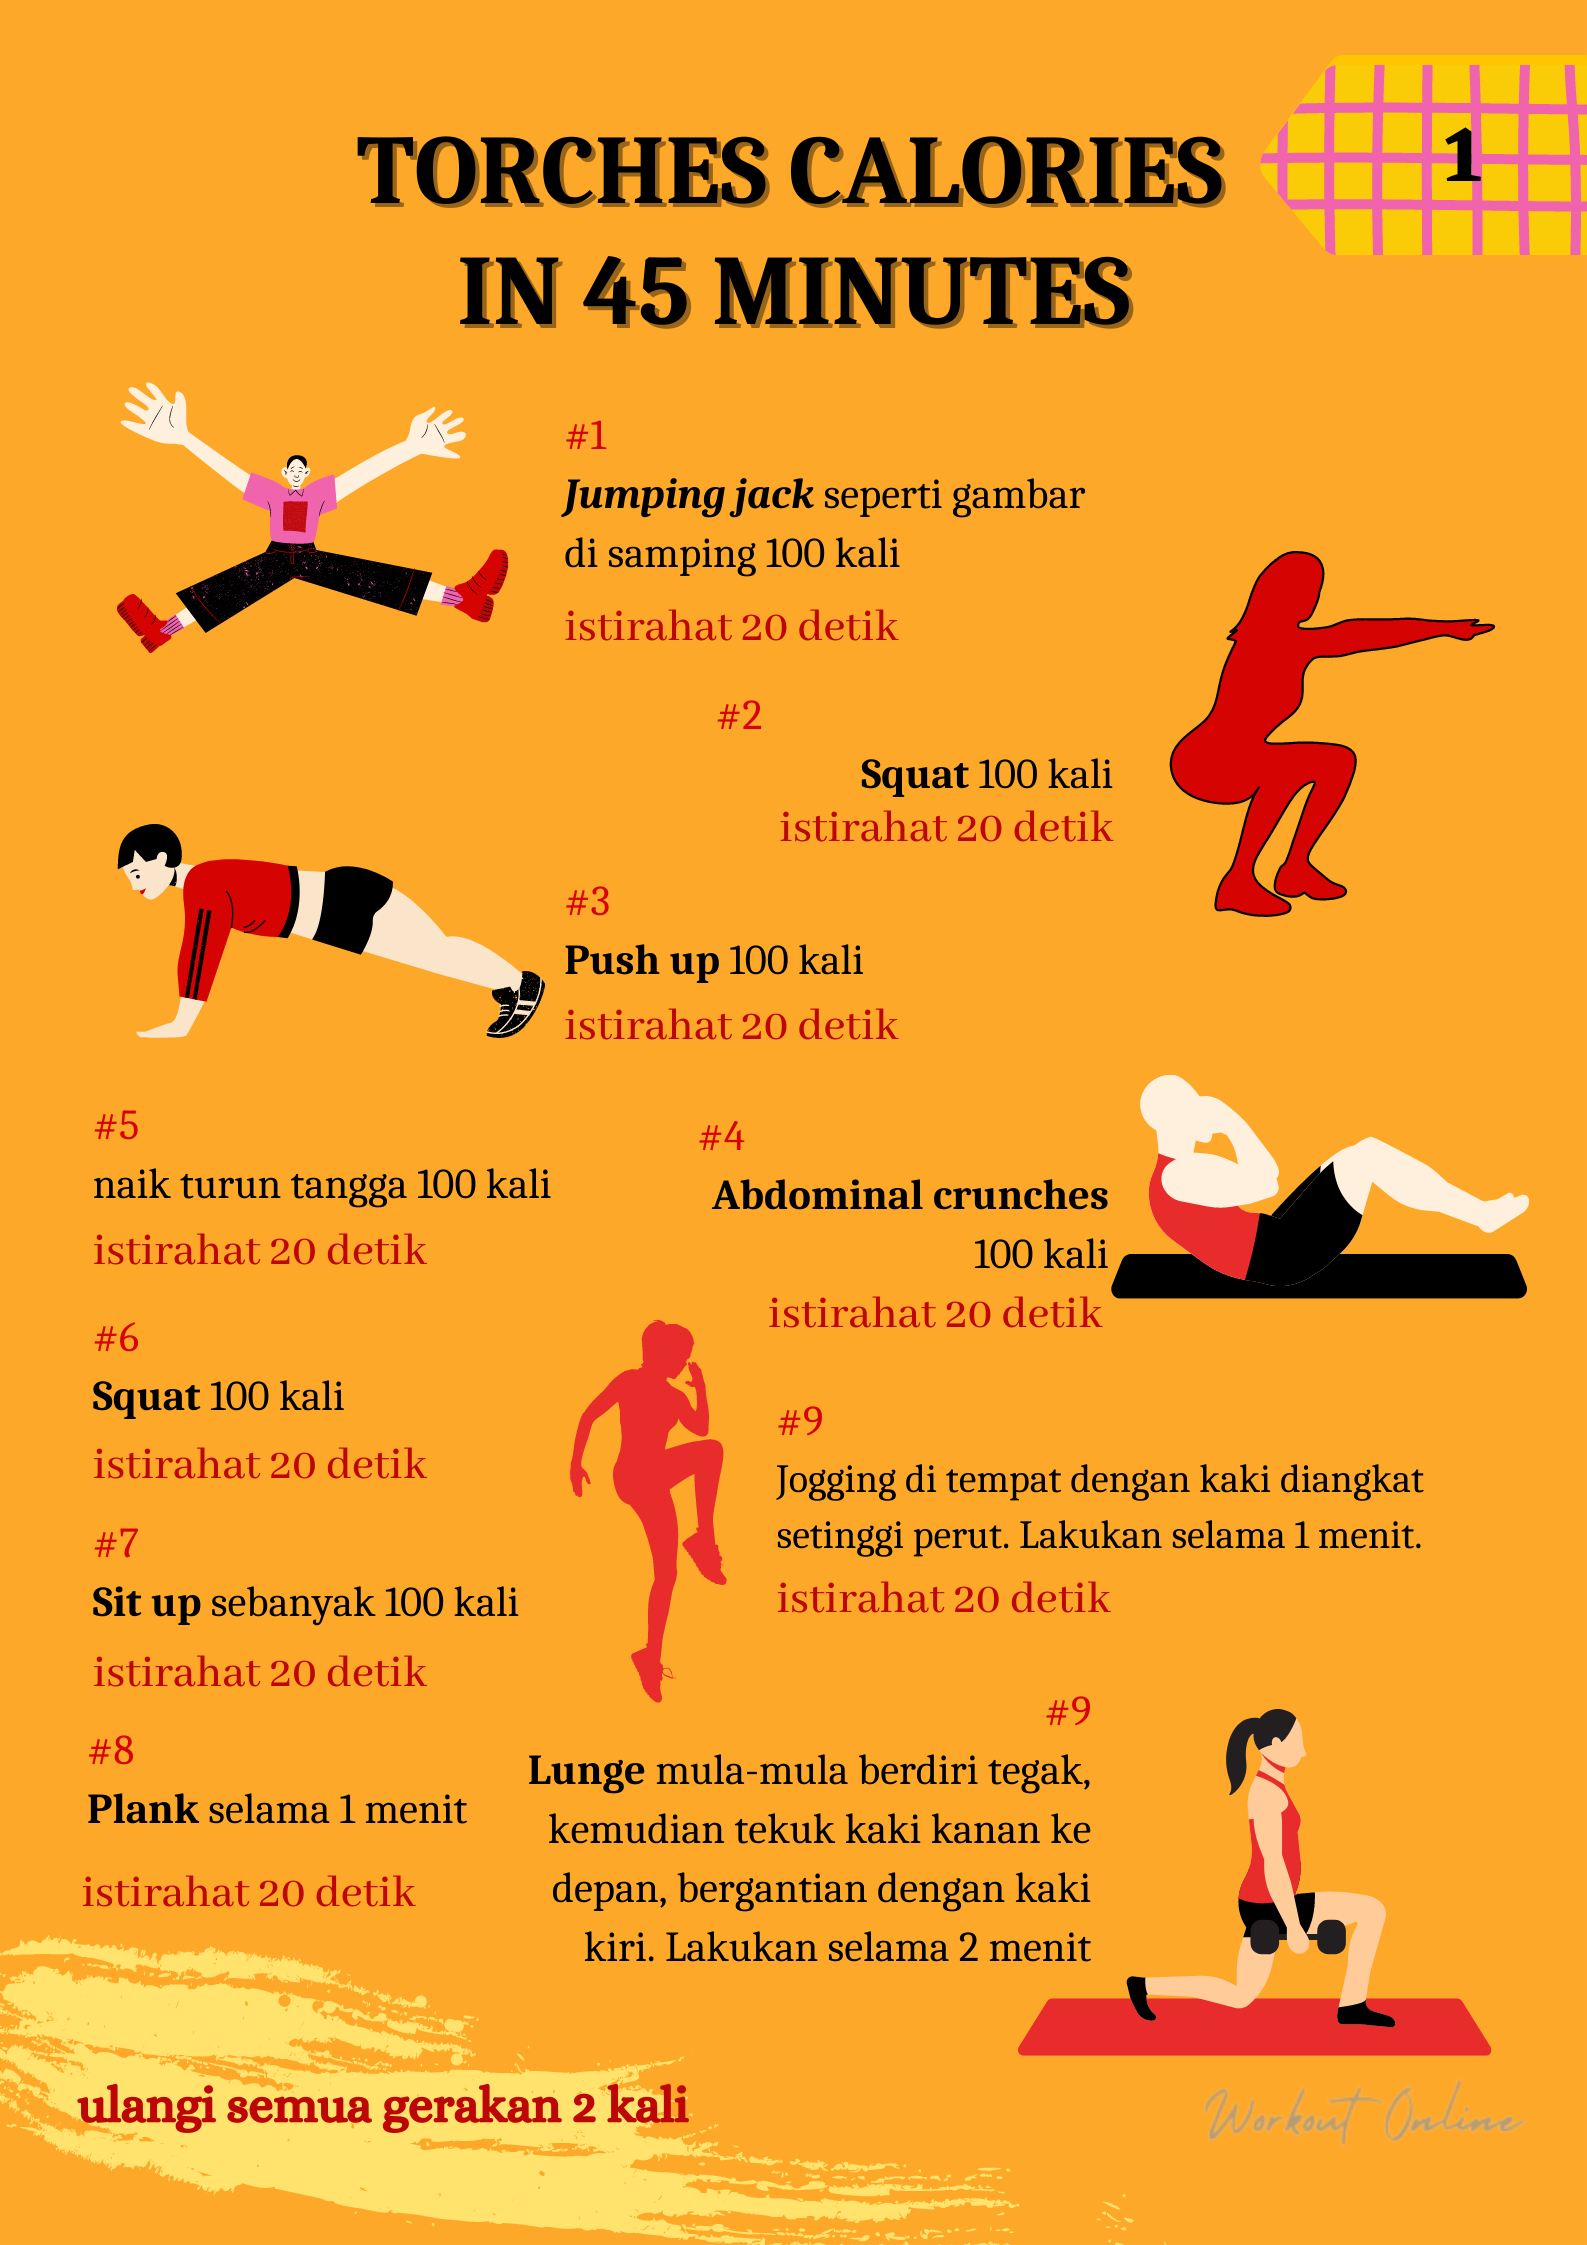 TORCHES CALORIES
IN 45 MINUTES
1
#1
Jumping jack seperti gambar
di samping 100 kali
istirahat 20 detik
#2
Squat 100 kali
istirahat 20 detik
#3
Push up 100 kali
istirahat 20 detik
#4
Abdominal crunches
100 kali
istirahat 20 detik
#5
naik turun tangga 100 kali
istirahat 20 detik
#6
Squat 100 kali
istirahat 20 detik
#7
Sit up sebanyak 100 kali
istirahat 20 detik
#8
Plank selama 1 menit
istirahat 20 detik
#9
Jogging di tempat dengan kaki diangkat
setinggi perut. Lakukan selama 1 menit.
istirahat 20 detik
#9
Lunge mula-mula berdiri tegak,
kemudian tekuk kaki kanan ke
depan, bergantian dengan kaki
kiri. Lakukan selama 2 menit
ulangi semua gerakan 2 kali
Workout Online